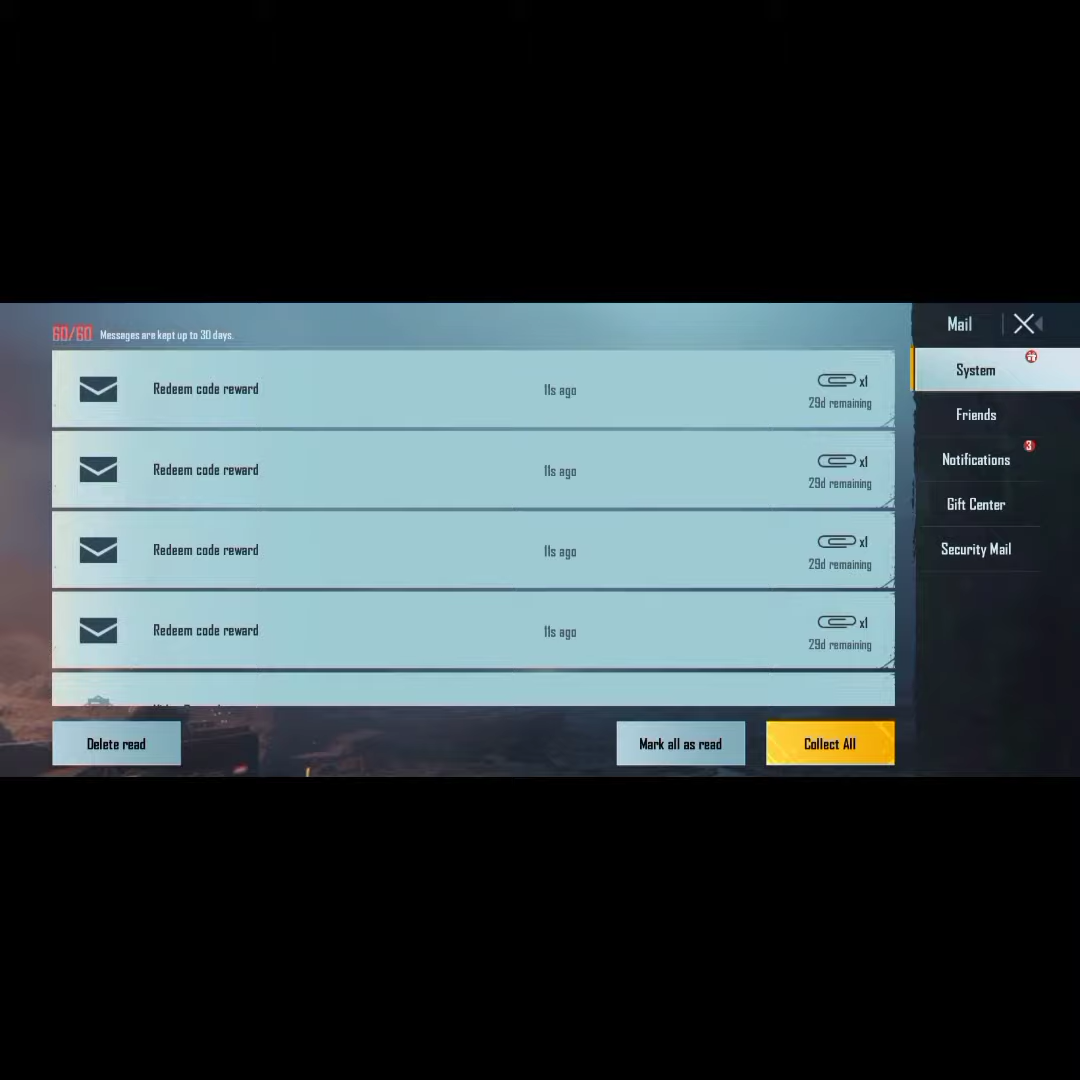 60/60 Messages are kept up to 30 days.
Mail
Redeem code reward 11s ago x1
29d remaining
Redeem code reward 11s ago x1
29d remaining
Redeem code reward 11s ago x1
29d remaining
Redeem code reward 11s ago x1
29d remaining
Delete read
Mark all as read
Collect All
System
Friends
Notifications 3
Gift Center
Security Mail